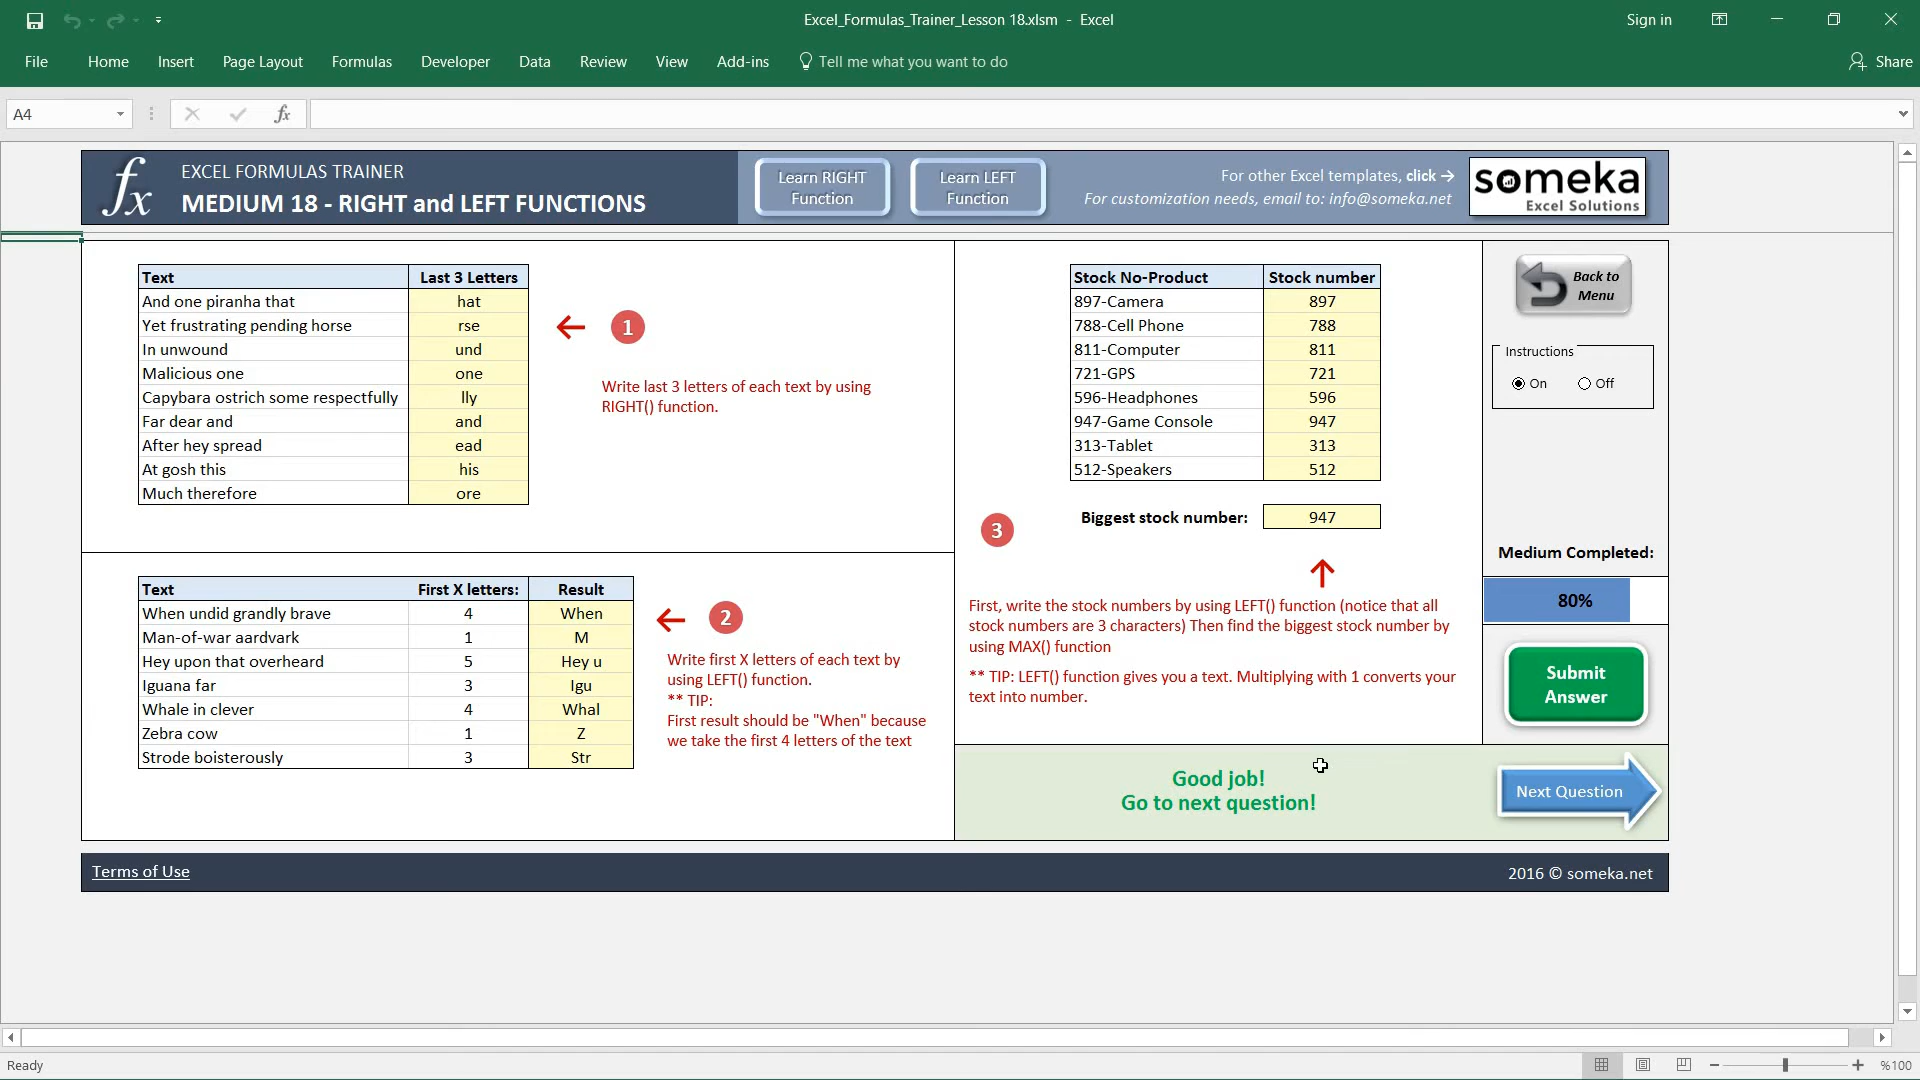 Excel_Formulas_Trainer_Lesson 18.xlsm - Excel
Sign in
File Home Insert Page Layout Formulas Developer Data Review View Add-ins Tell me what you want to do Share
A4
fx
fx
EXCEL FORMULAS TRAINER
MEDIUM 18 - RIGHT and LEFT FUNCTIONS
Learn RIGHT
Function
Learn LEFT
Function
For other Excel templates, click →
For customization needs, email to: info@someka.net
someka
Excel Solutions
Text Last 3 Letters
And one piranha that hat
Yet frustrating pending horse rse
In unwound und
Malicious one one
Capybara ostrich some respectfully lly
Far dear and and
After hey spread ead
At gosh this his
Much therefore ore
← 1
Write last 3 letters of each text by using
RIGHT() function.
Text First X letters: Result
When undid grandly brave 4 When
Man-of-war aardvark 1 M
Hey upon that overheard 5 Hey u
Iguana far 3 Igu
Whale in clever 4 Whal
Zebra cow 1 Z
Strode boisterously 3 Str
← 2
Write first X letters of each text by
using LEFT() function.
** TIP:
First result should be "When" because
we take the first 4 letters of the text
Stock No-Product Stock number
897-Camera 897
788-Cell Phone 788
811-Computer 811
721-GPS 721
596-Headphones 596
947-Game Console 947
313-Tablet 313
512-Speakers 512
Biggest stock number: 947
3
↑
First, write the stock numbers by using LEFT() function (notice that all
stock numbers are 3 characters) Then find the biggest stock number by
using MAX() function
** TIP: LEFT() function gives you a text. Multiplying with 1 converts your
text into number.
Back to
Menu
Instructions
On Off
Medium Completed:
80%
Submit
Answer
Good job!
Go to next question!
Next Question
Terms of Use
2016 © someka.net
Ready
%100